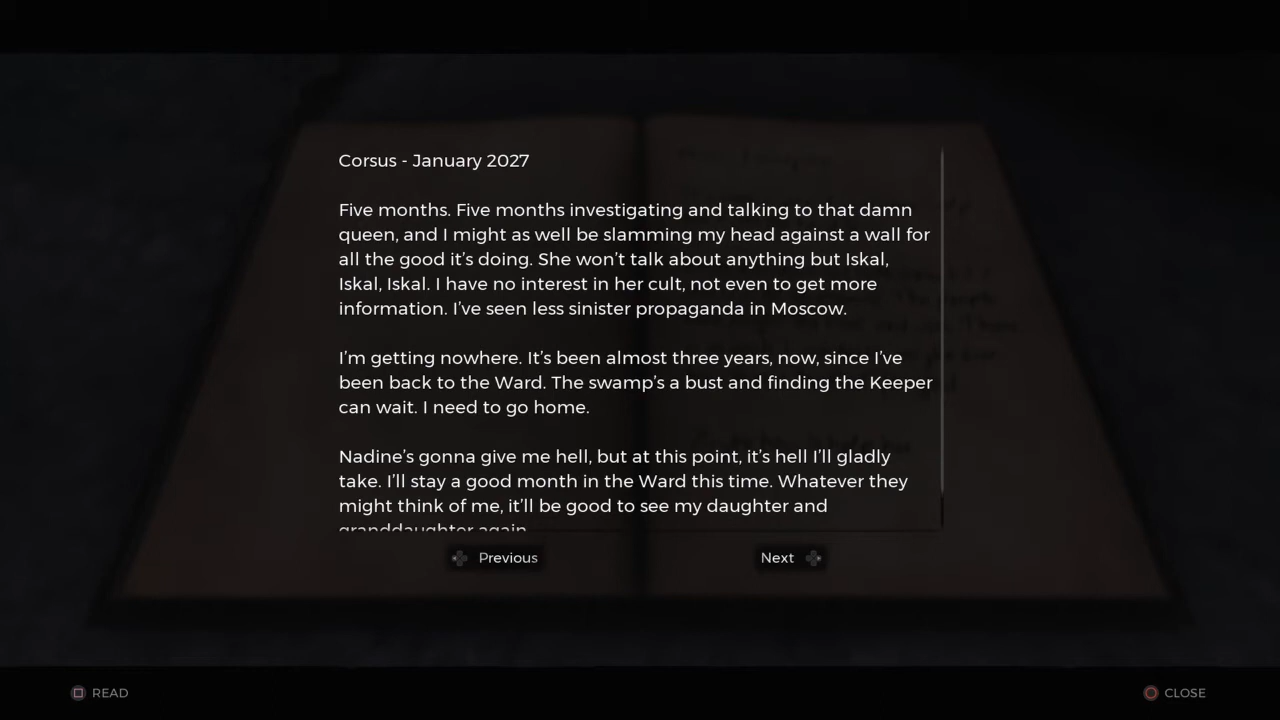 Corsus - January 2027
Five months. Five months investigating and talking to that damn
queen, and I might as well be slamming my head against a wall for
all the good it's doing. She won't talk about anything but Iskal,
Iskal, Iskal. I have no interest in her cult, not even to get more
information. I've seen less sinister propaganda in Moscow.
I'm getting nowhere. It's been almost three years, now, since I've
been back to the Ward. The swamp's a bust and finding the Keeper
can wait. I need to go home.
Nadine's gonna give me hell, but at this point, it's hell I'll gladly
take. I'll stay a good month in the Ward this time. Whatever they
might think of me, it'll be good to see my daughter and
granddaughter again.
Previous
Next
READ
CLOSE